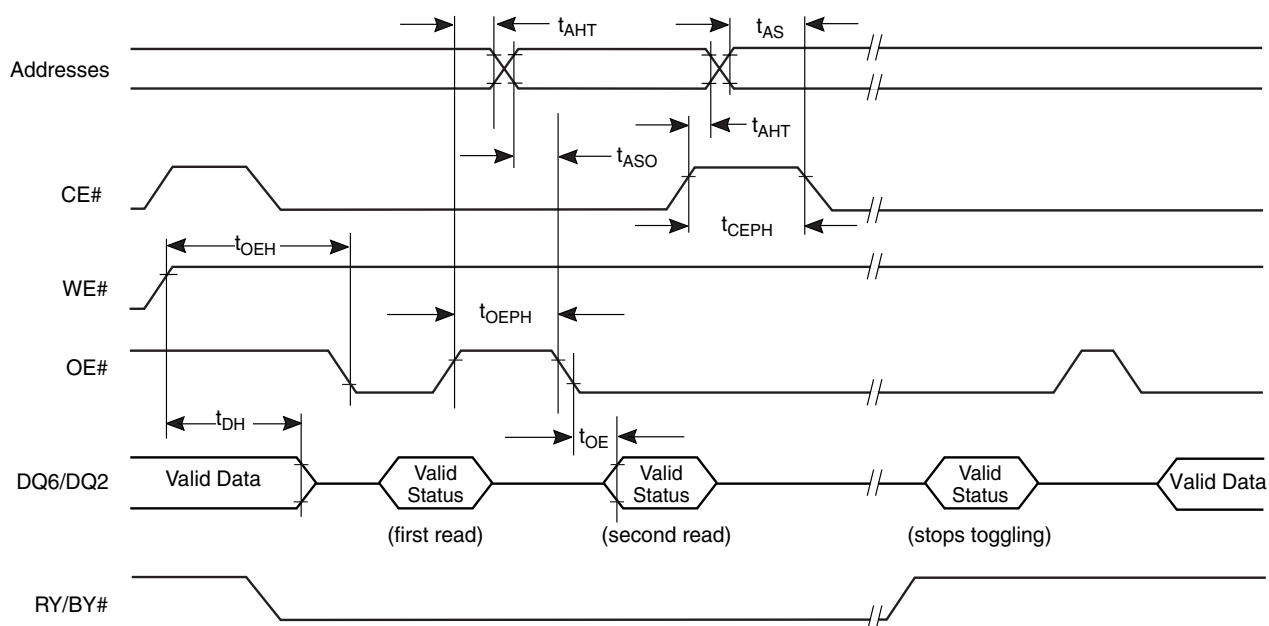 tAHT
tAS
Addresses
tAHT
tASO
CE#
tCEPH
tOEH
WE#
tOEPH
OE#
tDH
tOE
DQ6/DQ2
Valid Data
Valid
Status
Valid
Status
Valid
Status
Valid Data
(first read)
(second read)
(stops toggling)
RY/BY#